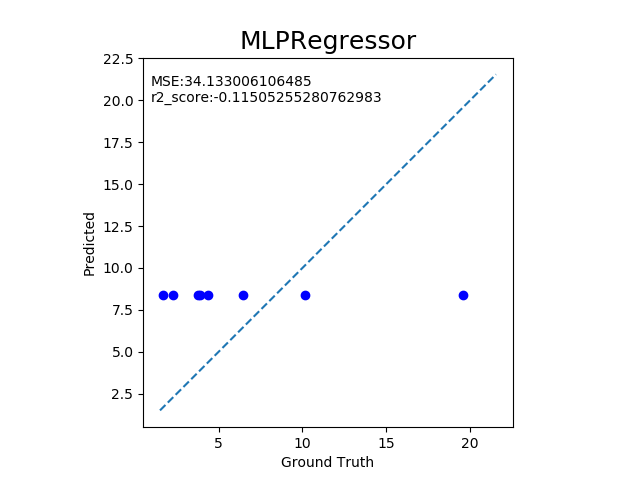 MLPRegressor
MSE:34.133006106485
r2_score:-0.11505255280762983
22.5
20.0
17.5
15.0
12.5
10.0
7.5
5.0
2.5
Predicted
5 10 15 20
Ground Truth